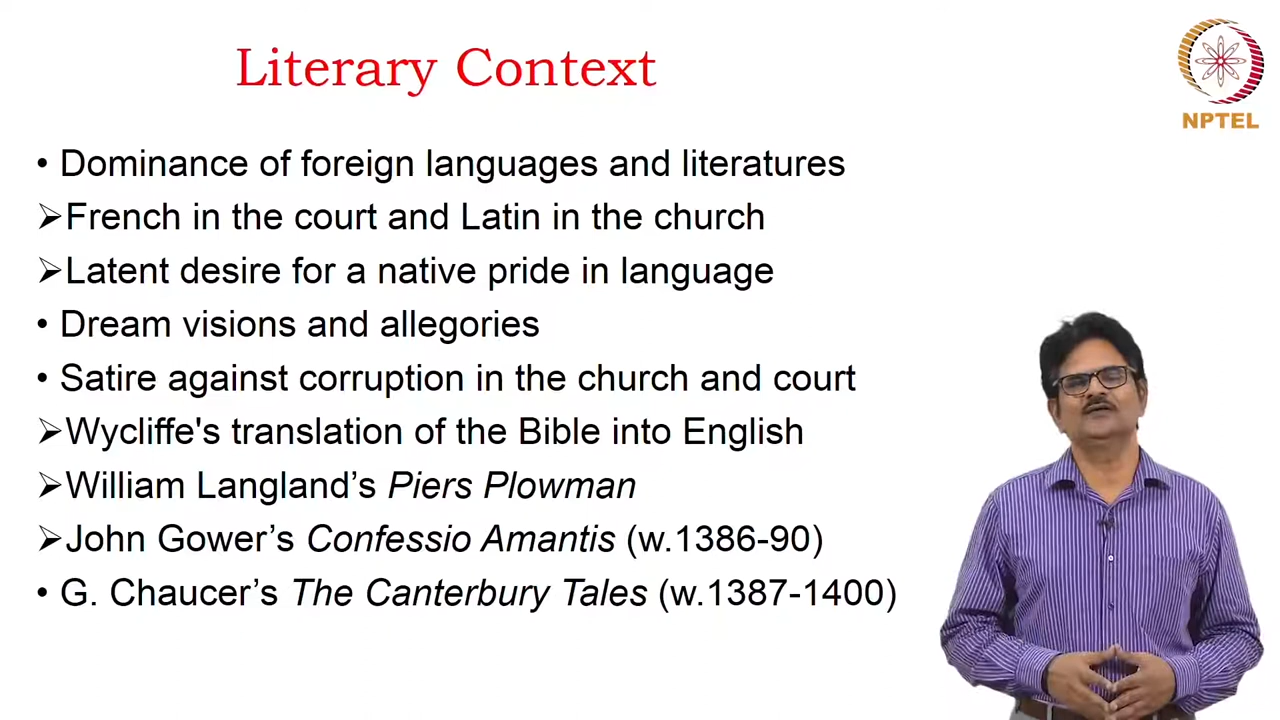 Literary Context
NPTEL
• Dominance of foreign languages and literatures
➢French in the court and Latin in the church
➢Latent desire for a native pride in language
• Dream visions and allegories
• Satire against corruption in the church and court
➢Wycliffe's translation of the Bible into English
➢William Langland’s Piers Plowman
➢John Gower’s Confessio Amantis (w.1386-90)
• G. Chaucer’s The Canterbury Tales (w.1387-1400)